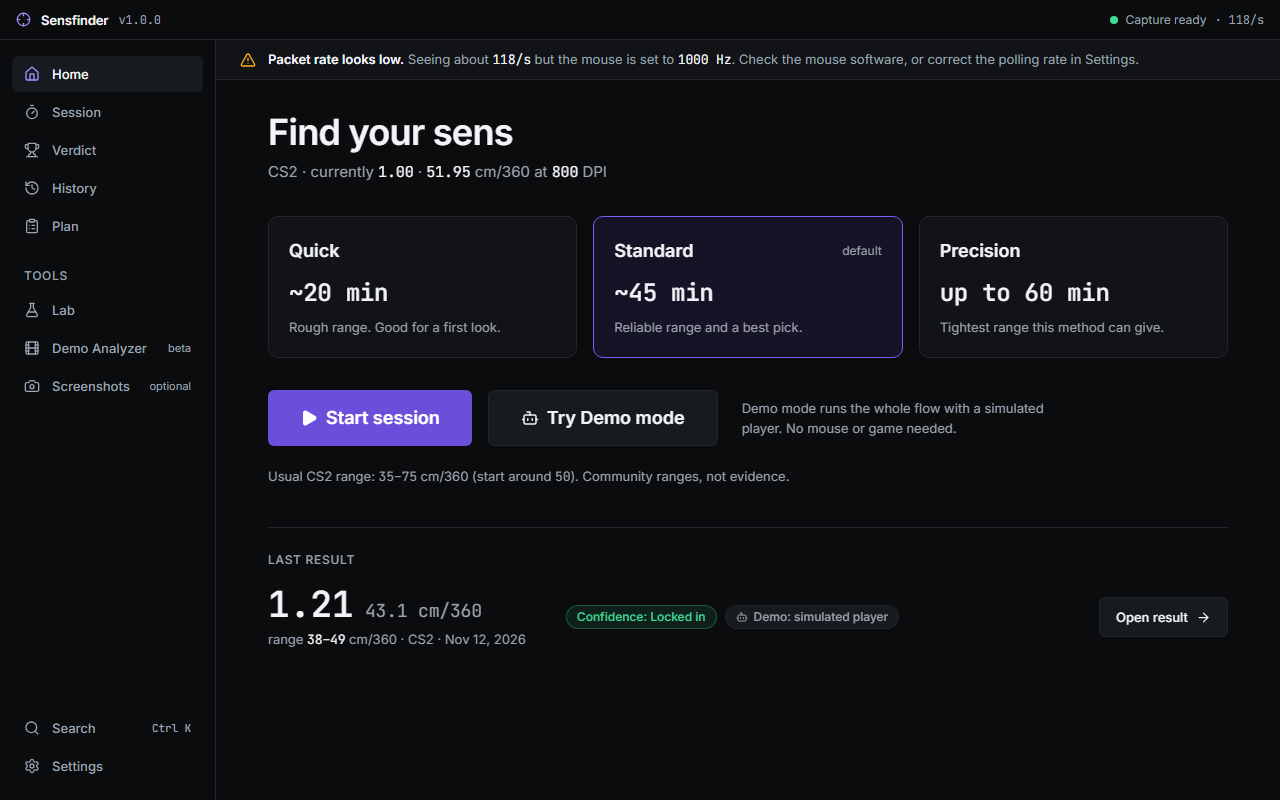 Sensfinder v1.0.0
Capture ready · 118/s
Home
Session
Verdict
History
Plan
TOOLS
Lab
Demo Analyzer beta
Screenshots optional
Search Ctrl K
Settings
Packet rate looks low. Seeing about 118/s but the mouse is set to 1000 Hz. Check the mouse software, or correct the polling rate in Settings.
Find your sens
CS2 · currently 1.00 · 51.95 cm/360 at 800 DPI
Quick
~20 min
Rough range. Good for a first look.
Standard default
~45 min
Reliable range and a best pick.
Precision
up to 60 min
Tightest range this method can give.
Start session
Try Demo mode
Demo mode runs the whole flow with a simulated
player. No mouse or game needed.
Usual CS2 range: 35–75 cm/360 (start around 50). Community ranges, not evidence.
LAST RESULT
1.21 43.1 cm/360
range 38–49 cm/360 · CS2 · Nov 12, 2026
Confidence: Locked in
Demo: simulated player
Open result